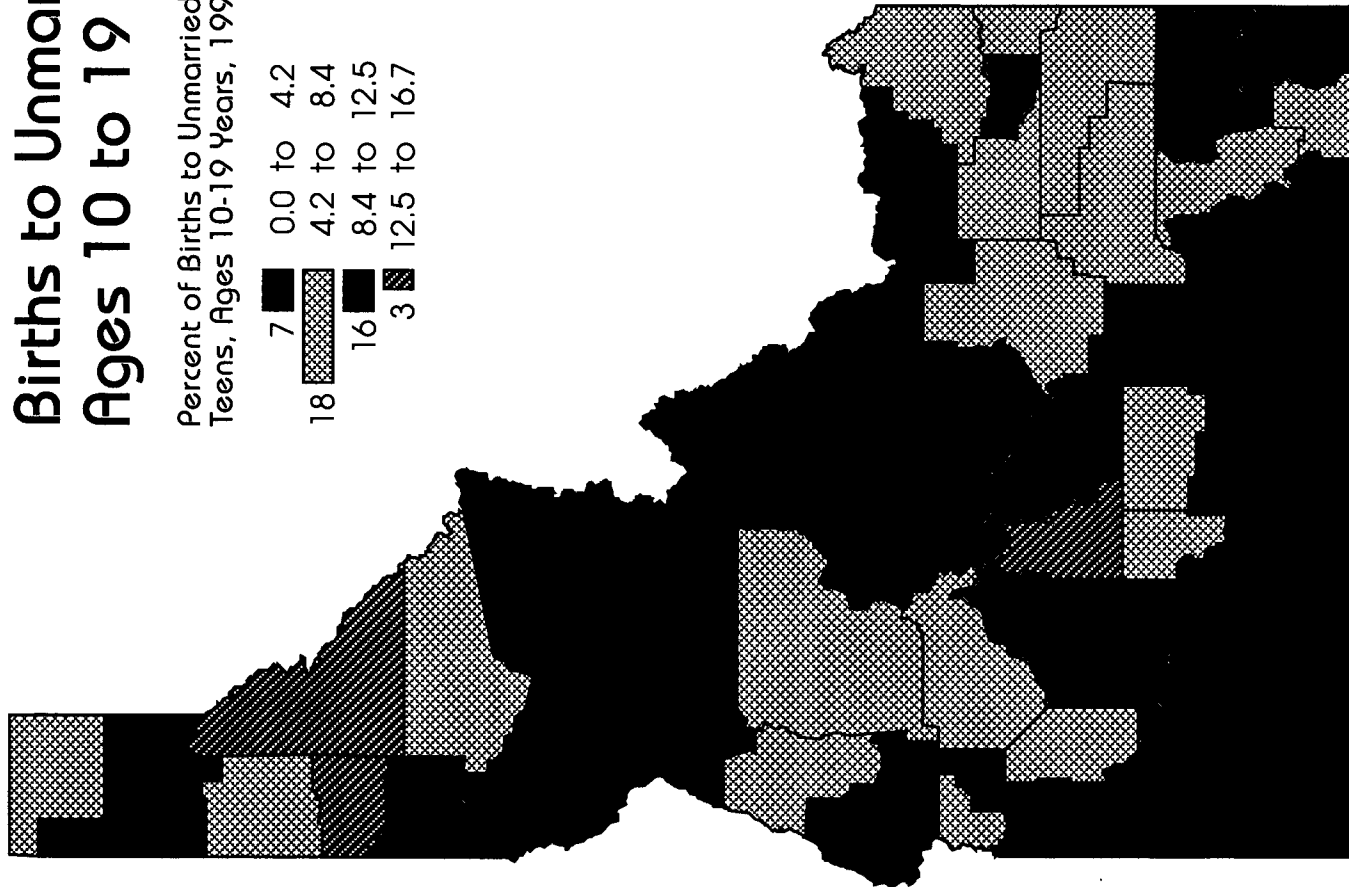 Births to
Ages 10 to 19
Percent of Births to Unmarried
Teens, Ages 10-19 Years,
7 0.0 to 4.2
18 4.2 to 8.4
16 8.4 to 12.5
3 12.5 to 16.7